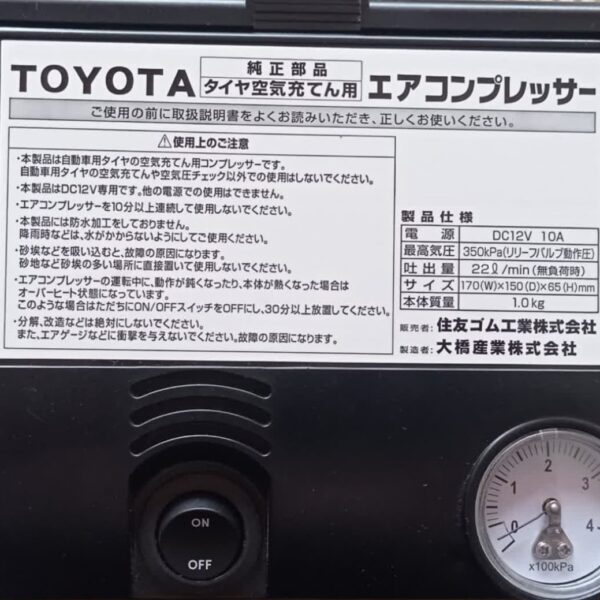 TOYOTA 純正部品 タイヤ空気充てん用 エアコンプレッサー
ご使用の前に取扱説明書をよくお読みいただき、正しくお使いください。
⚠使用上のご注意
・本製品は自動車用タイヤの空気充てん用コンプレッサーです。
自動車用タイヤの空気充てんや空気圧チェック以外での使用はしないでください。
・本製品はDC12V専用です。他の電源での使用はできません。
・エアコンプレッサーを10分以上連続して使用しないでください。
・本製品には防水加工をしておりません。
降雨時などは、水がかからないようにしてご使用ください。
・砂埃などを吸い込むと、故障の原因になります。
砂地など砂埃の多い場所に直接置いて使用しないでください。
・エアコンプレッサーの運転中に、動作が鈍くなったり、本体が熱くなった場合は
オーバーヒート状態になっています。
このような場合はただちにON/OFFスイッチをOFFにし、30分以上放置してください。
・分解、改造などは絶対にしないでください。
また、エアゲージなどに衝撃を与えないでください。故障の原因になります。
製品仕様
電源 DC12V 10A
最高気圧 350kPa(リリーフバルブ動作圧)
吐出量 22ℓ/min(無負荷時)
サイズ 170(W)×150(D)×65(H)mm
本体質量 1.0kg
販売者: 住友ゴム工業株式会社
製造者: 大橋産業株式会社
ON
OFF
0 1 2 3 4
x100kPa